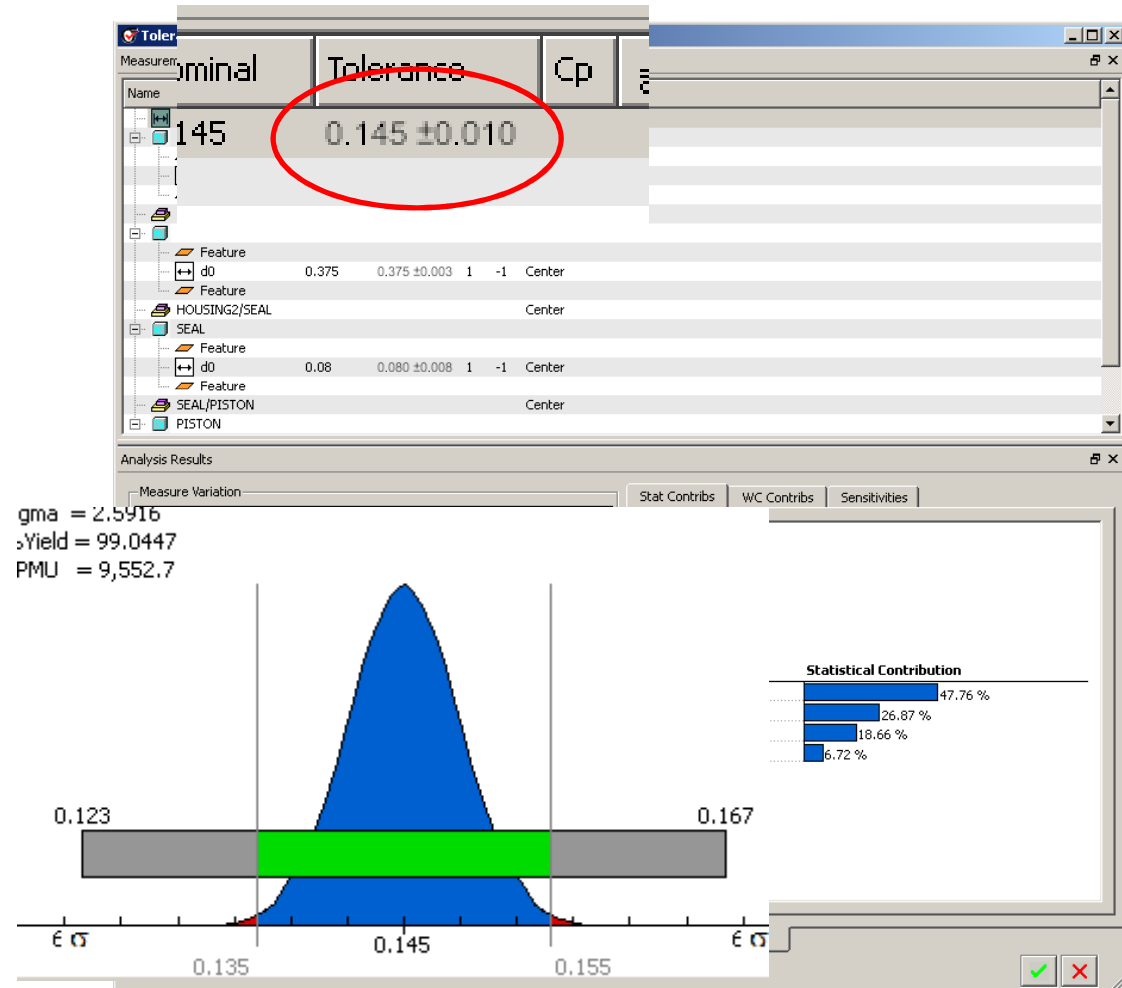 Toler
Measurem
Name
ominal Tolerance Cp
145 0.145 ±0.010
Feature
d0 0.375 0.375 ±0.003 1 -1 Center
Feature
HOUSING2/SEAL Center
SEAL
Feature
d0 0.08 0.080 ±0.008 1 -1 Center
Feature
SEAL/PISTON Center
PISTON
Analysis Results
Measure Variation
Stat Contribs WC Contribs Sensitivities
gma = 2.5916
Yield = 99.0447
PMU = 9,552.7
Statistical Contribution
47.76 %
26.87 %
18.66 %
6.72 %
0.123 0.167
6 σ 0.145 6 σ
0.135 0.155